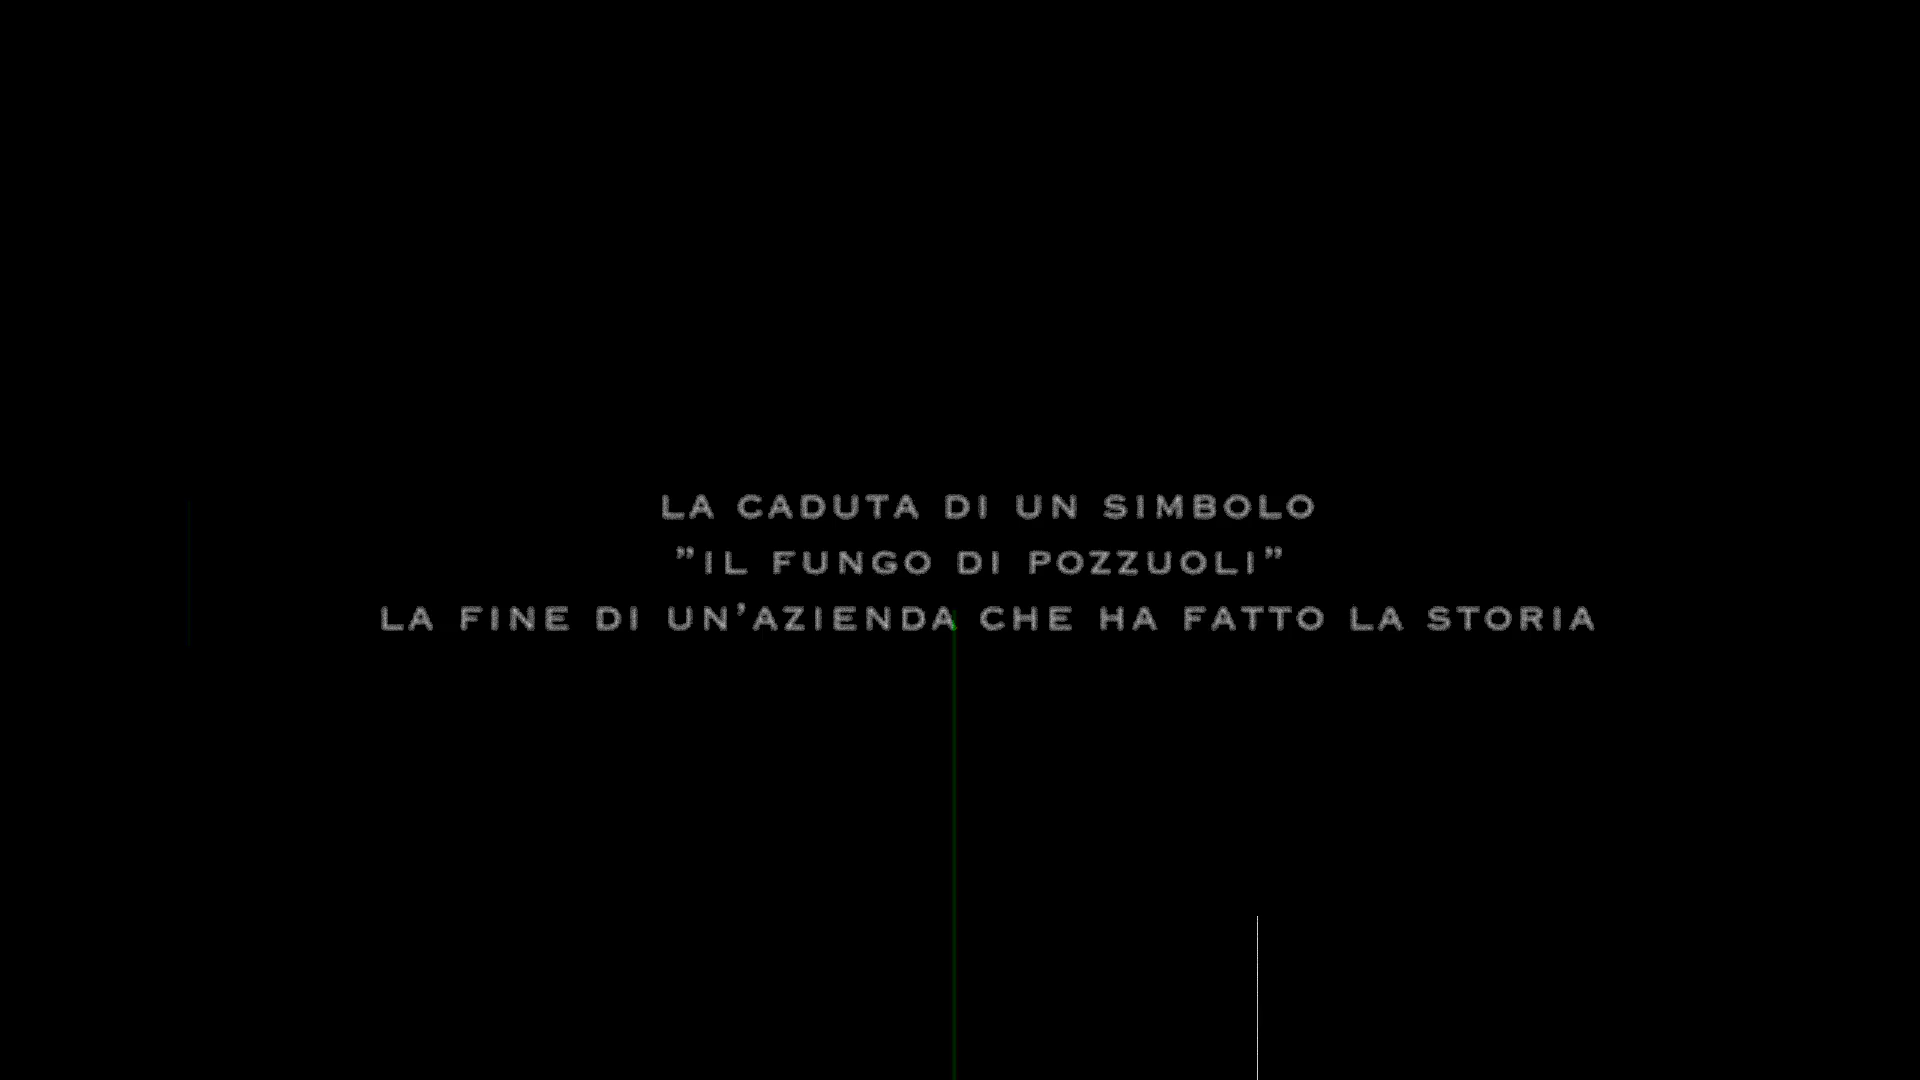 LA CADUTA DI UN SIMBOLO
”IL FUNGO DI POZZUOLI”
LA FINE DI UN’AZIENDA CHE HA FATTO LA STORIA